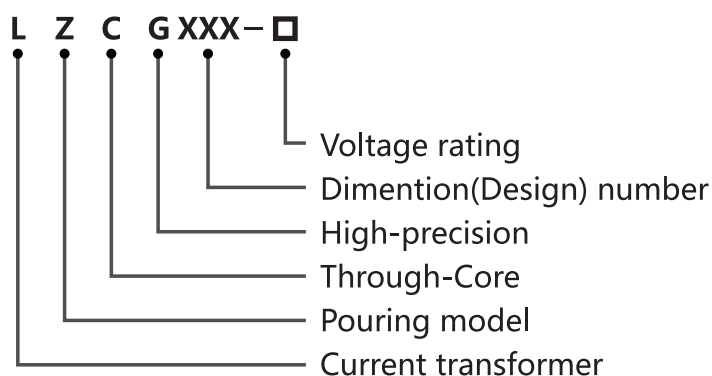 L Z C G XXX-□
Voltage rating
Dimention(Design) number
High-precision
Through-Core
Pouring model
Current transformer